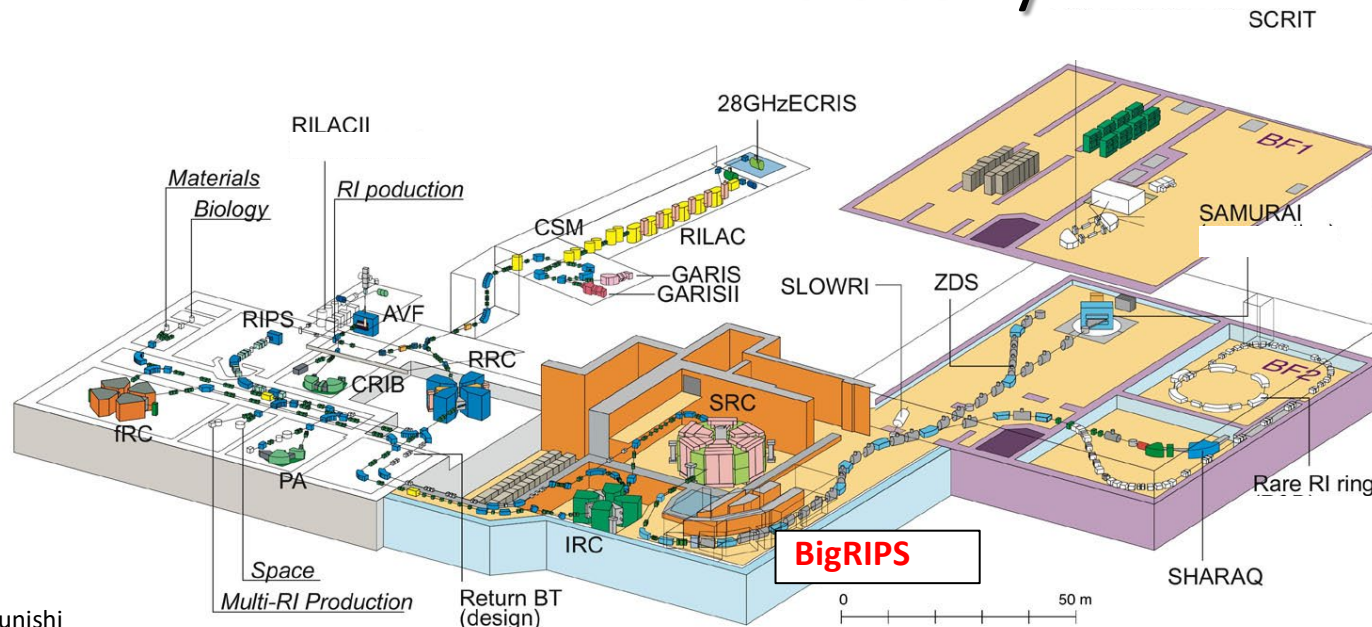 SCRIT
28GHzECRIS
RILACII
BF1
Materials
RI poduction
Biology
CSM
SAMURAI
RILAC
GARIS
SLOWRI
ZDS
GARISII
RIPS
AVF
RRC
BF2
CRIB
SRC
fRC
PA
Rare RI ring
IRC
BigRIPS
SHARAQ
Space
Multi-RI Production
Return BT
(design)
0
50 m
unishi